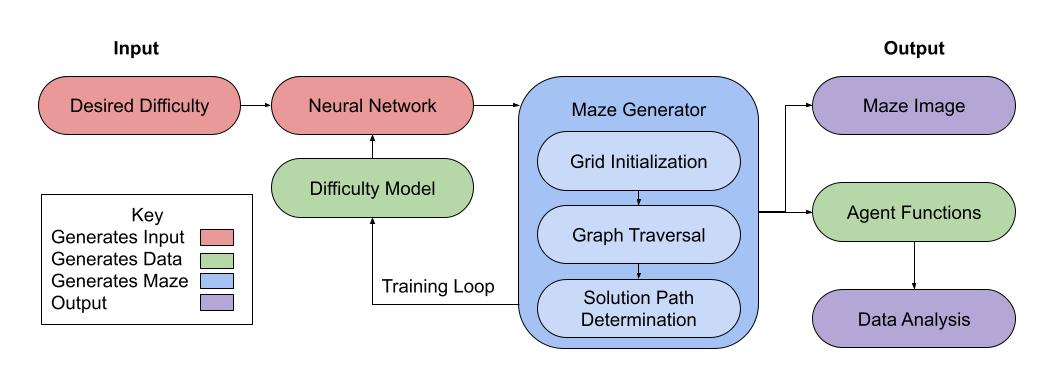 Input
Output
Desired Difficulty
Neural Network
Maze Generator
Maze Image
Grid Initialization
Difficulty Model
Agent Functions
Key
Generates Input
Generates Data
Generates Maze
Output
Graph Traversal
Training Loop
Solution Path
Determination
Data Analysis